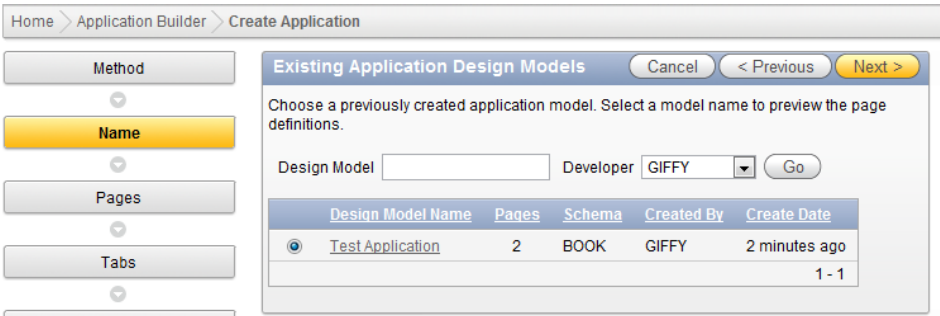 Home Application Builder Create Application
Method
Name
Pages
Tabs
Existing Application Design Models Cancel < Previous Next >
Choose a previously created application model. Select a model name to preview the page
definitions.
Design Model Developer GIFFY Go
Design Model Name Pages Schema Created By Create Date
Test Application 2 BOOK GIFFY 2 minutes ago
1 - 1